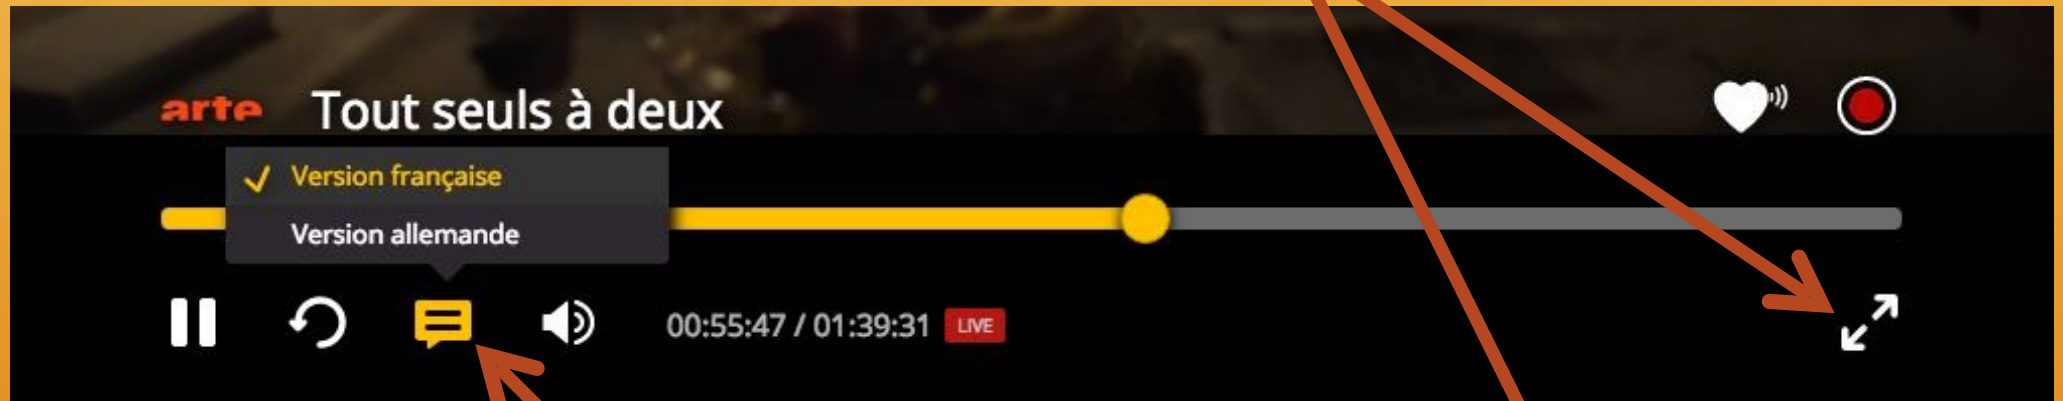 arte Tout seuls à deux
Version française
Version allemande
00:55:47 / 01:39:31 LIVE